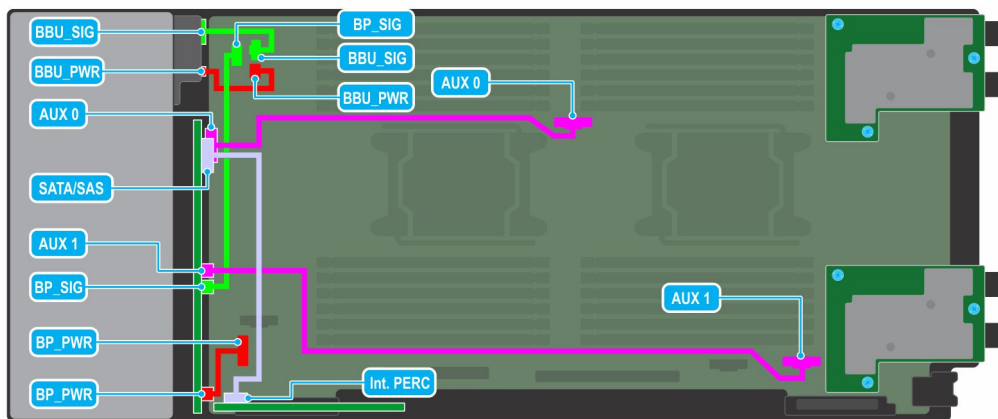 BBU_SIG
BP_SIG
BBU_SIG
BBU_PWR
BBU_PWR
AUX 0
AUX 0
SATA/SAS
AUX 1
BP_SIG
AUX 1
BP_PWR
BP_PWR
Int. PERC